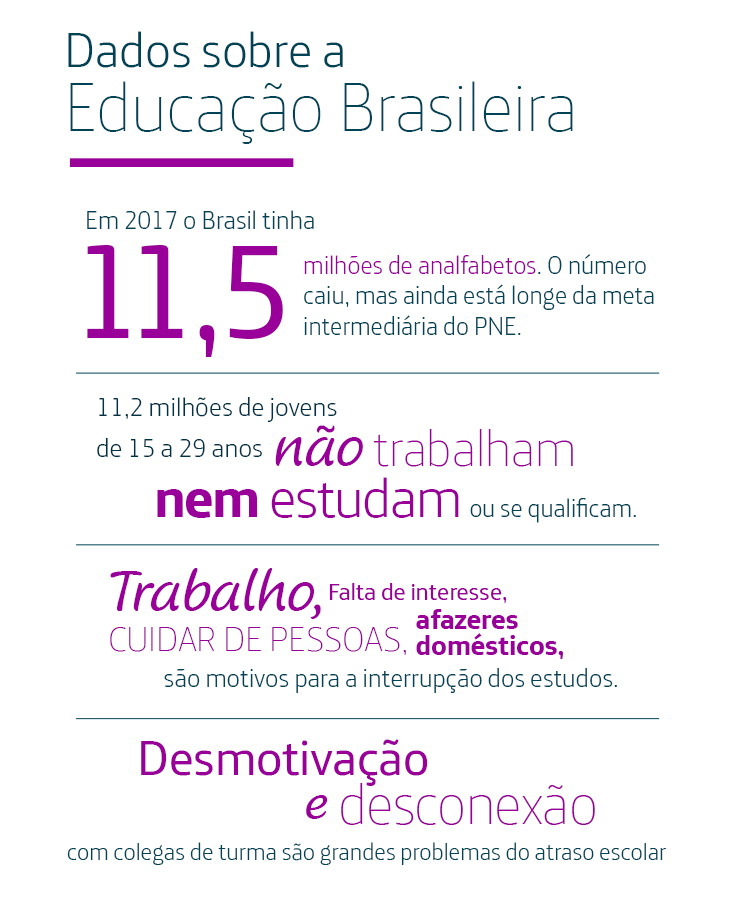 Dados sobre a
Educação Brasileira
Em 2017 o Brasil tinha
11,5 milhões de analfabetos. O número
caiu, mas ainda está longe da meta
intermediária do PNE.
11,2 milhões de jovens
de 15 a 29 anos não trabalham
nem estudam ou se qualificam.
Trabalho, Falta de interesse,
CUIDAR DE PESSOAS, afazeres
domésticos,
são motivos para a interrupção dos estudos.
Desmotivação
e desconexão
com colegas de turma são grandes problemas do atraso escolar